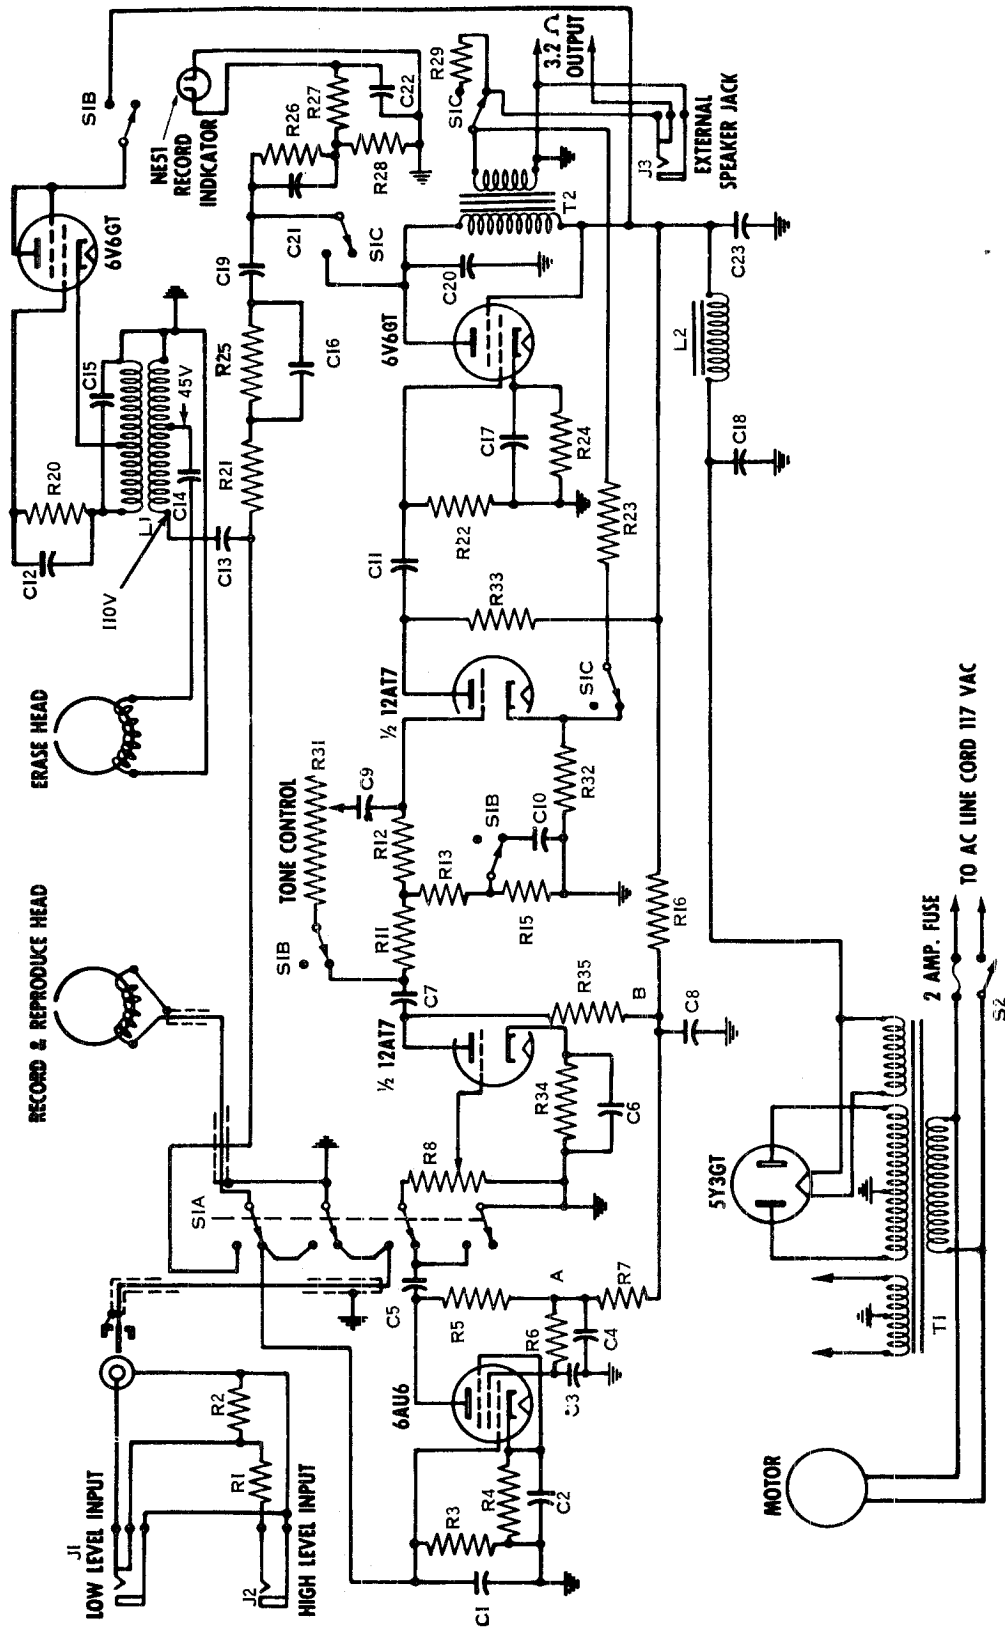 J1
LOW LEVEL INPUT
J2
HIGH LEVEL INPUT
R1
R2
RECORD & REPRODUCE HEAD
ERASE HEAD
110V
C12
R20
L1
C14
45V
C15
6V6GT
S1B
NE51
RECORD
INDICATOR
C13
R21
R25
C16
C19
C21
S1C
R26
R27
R28
C22
S1A
TONE CONTROL
R31
S1B
C9
C1
R3
R4
C2
6AU6
C3
R6
C4
A
R5
C5
R7
R8
R34
C6
½ 12AT7
C7
R35
B
C8
R11
R12
R13
R15
S1B
C10
R32
R16
½ 12AT7
S1C
R33
C11
R22
R23
C17
R24
6V6GT
C20
T2
S1C
R29
3.2 Ω
OUTPUT
J3
EXTERNAL
SPEAKER JACK
C18
L2
C23
MOTOR
T1
5Y3GT
2 AMP. FUSE
S2
TO AC LINE CORD 117 VAC